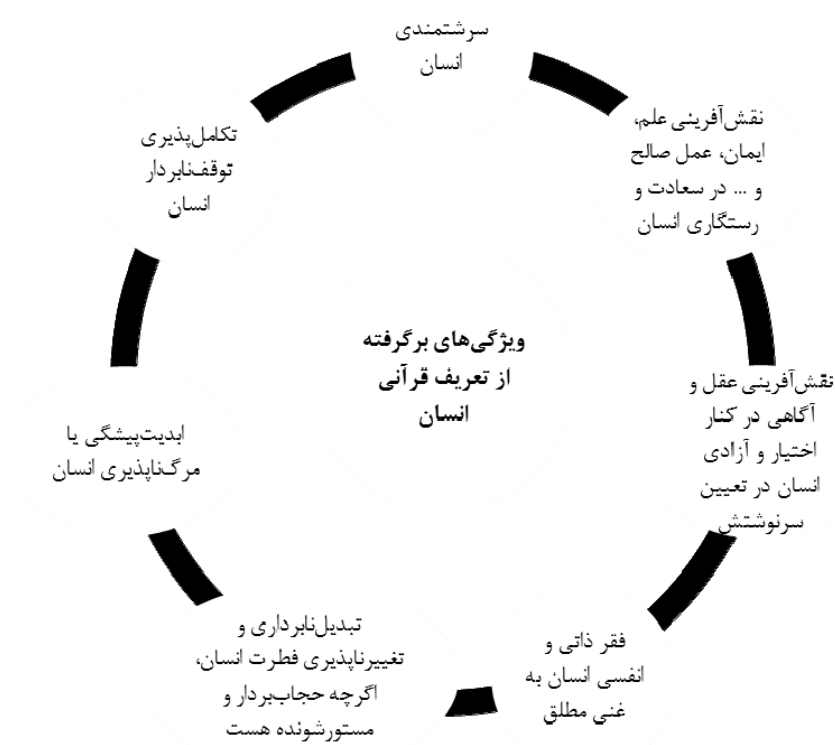 سرشتمندی
انسان
نقش‌آفرینی علم،
ایمان، عمل صالح
و ... در سعادت و
رستگاری انسان
نقش‌آفرینی عقل و
آگاهی در کنار
اختیار و آزادی
انسان در تعیین
سرنوشتش
فقر ذاتی و
انفسی انسان به
غنی مطلق
تبدیل‌نابرداری و
تغییرناپذیری فطرت انسان،
اگرچه حجاب‌بردار و
مستورشونده هست
ابدیت‌پیشگی یا
مرگ‌ناپذیری انسان
تکامل‌پذیری
توقف‌نابردار
انسان
ویژگی‌های برگرفته
از تعریف قرآنی
انسان